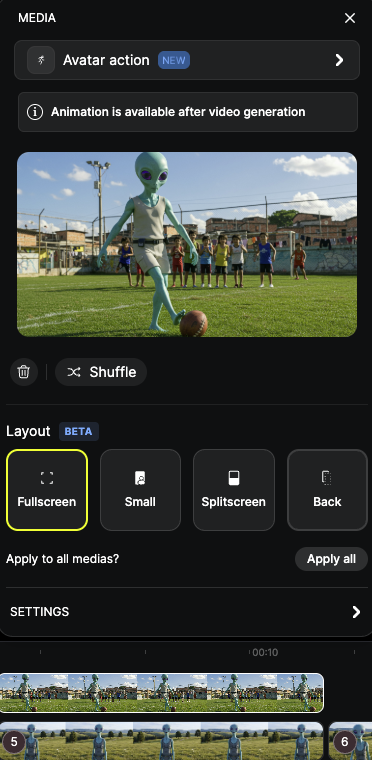 MEDIA
Avatar action NEW
Animation is available after video generation
Shuffle
Layout BETA
Fullscreen
Small
Splitscreen
Back
Apply to all medias? Apply all
SETTINGS
00:10
5
6